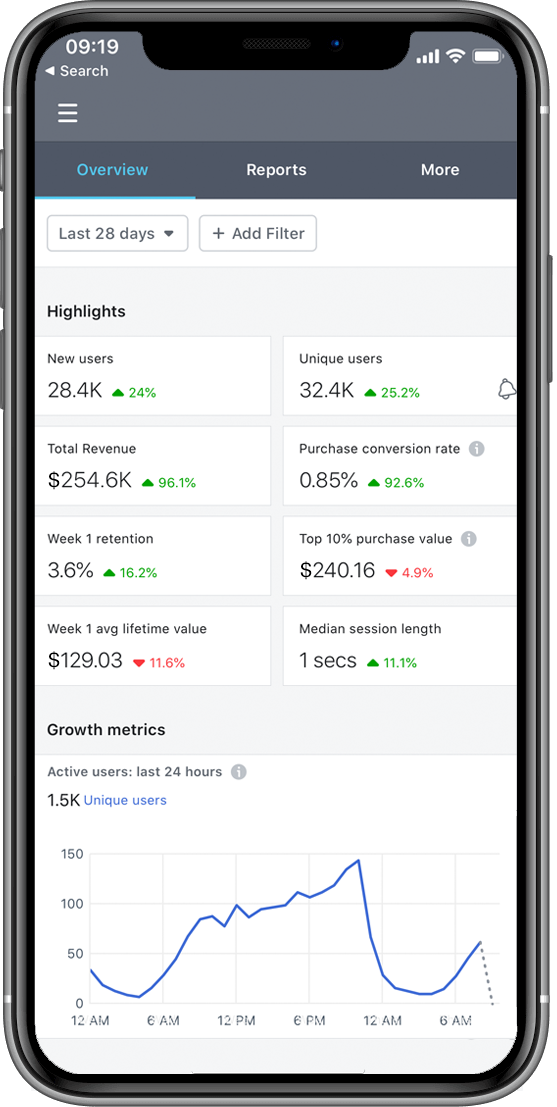 09:19
◀ Search
Overview Reports More
Last 28 days ▼ + Add Filter
Highlights
New users Unique users
28.4K ▲ 24% 32.4K ▲ 25.2%
Total Revenue Purchase conversion rate i
$254.6K ▲ 96.1% 0.85% ▲ 92.6%
Week 1 retention Top 10% purchase value i
3.6% ▲ 16.2% $240.16 ▼ 4.9%
Week 1 avg lifetime value Median session length
$129.03 ▼ 11.6% 1 secs ▲ 11.1%
Growth metrics
Active users: last 24 hours i
1.5K Unique users
150
100
50
0
12 AM 6 AM 12 PM 6 PM 12 AM 6 AM